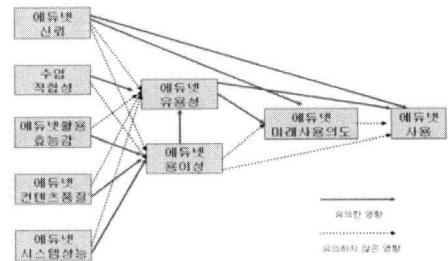 에듀넷
신뢰
수업
적합성
에듀넷활용
효능감
에듀넷
컨텐츠품질
에듀넷
시스템성능
에듀넷
유용성
에듀넷
용이성
에듀넷
미래사용의도
에듀넷
사용
유의한 영향
유의하지 않은 영향